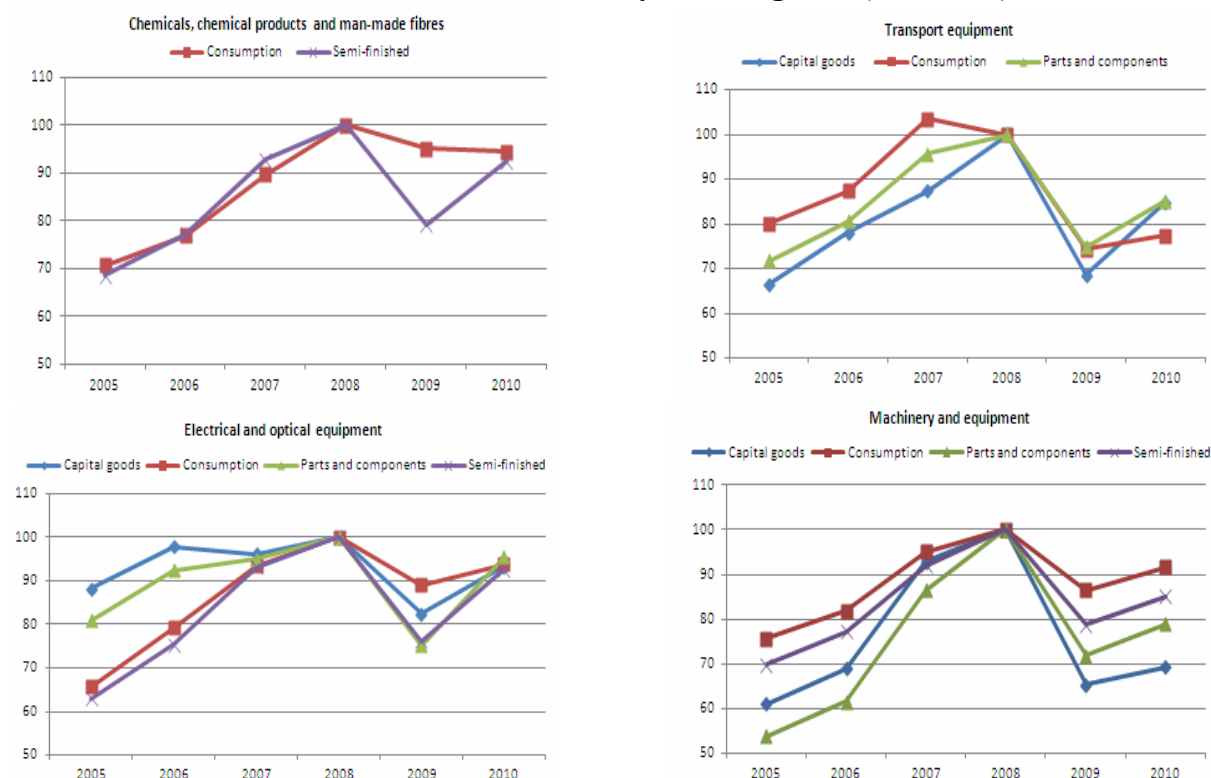 Chemicals, chemical products and man-made fibres
Consumption Semi-finished
110
100
90
80
70
60
50
2005 2006 2007 2008 2009 2010
Transport equipment
Capital goods Consumption Parts and components
110
100
90
80
70
60
50
2005 2006 2007 2008 2009 2010
Electrical and optical equipment
Capital goods Consumption Parts and components Semi-finished
110
100
90
80
70
60
50
2005 2006 2007 2008 2009 2010
Machinery and equipment
Capital goods Consumption Parts and components Semi-finished
110
100
90
80
70
60
50
2005 2006 2007 2008 2009 2010